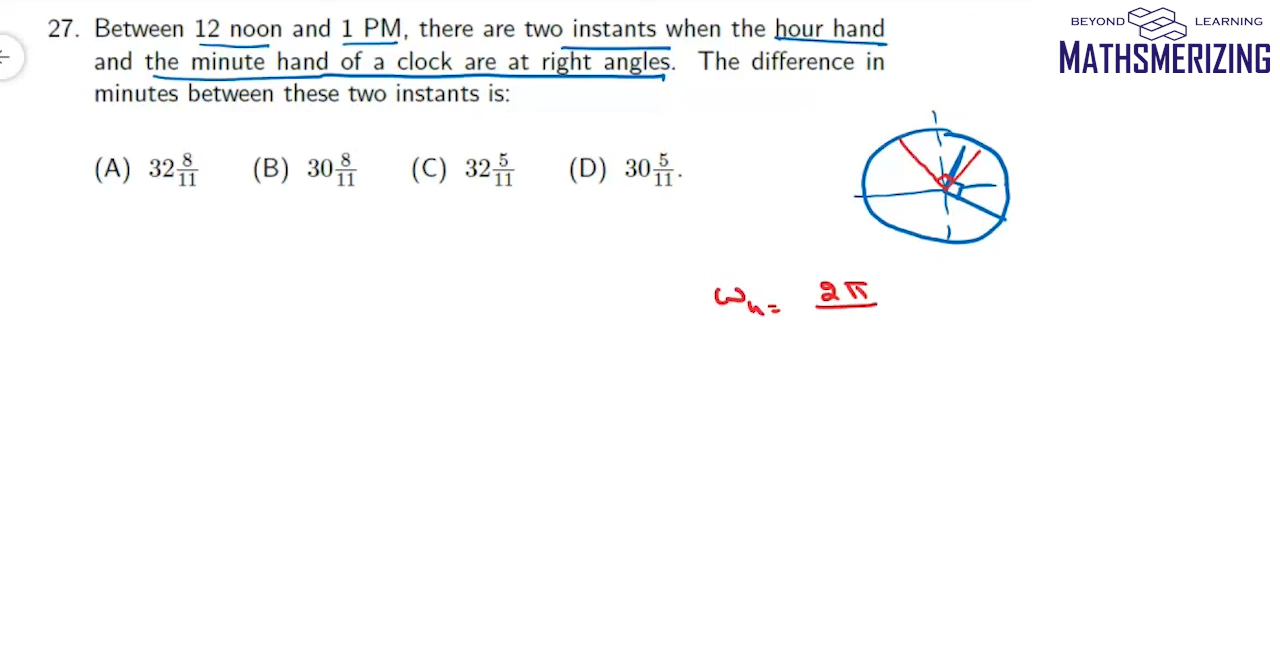 27. Between 12 noon and 1 PM, there are two instants when the hour hand
and the minute hand of a clock are at right angles. The difference in
minutes between these two instants is:
(A) 32 8/11 (B) 30 8/11 (C) 32 5/11 (D) 30 5/11.
BEYOND LEARNING
MATHSMERIZING
ωh = 2π